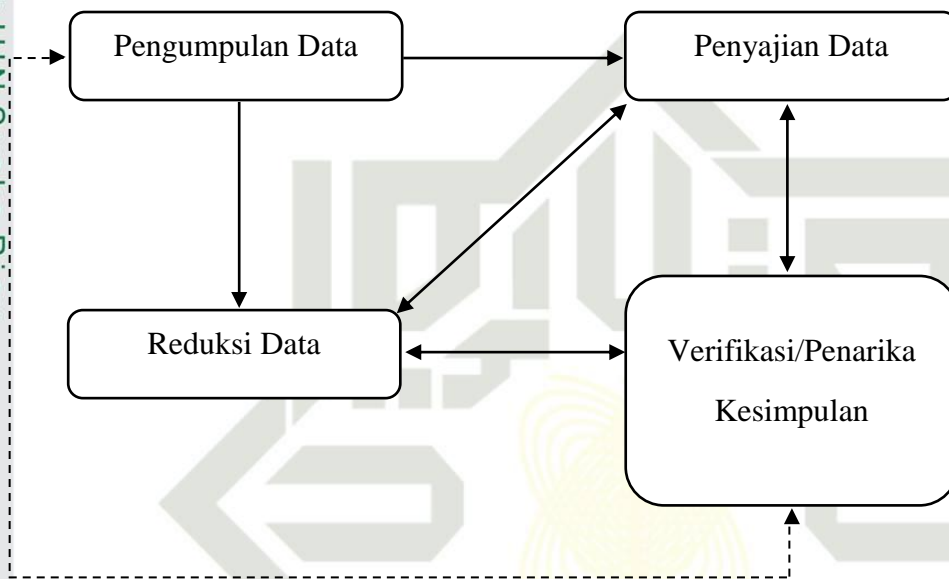 Pengumpulan Data
Penyajian Data
Reduksi Data
Verifikasi/Penarika
Kesimpulan